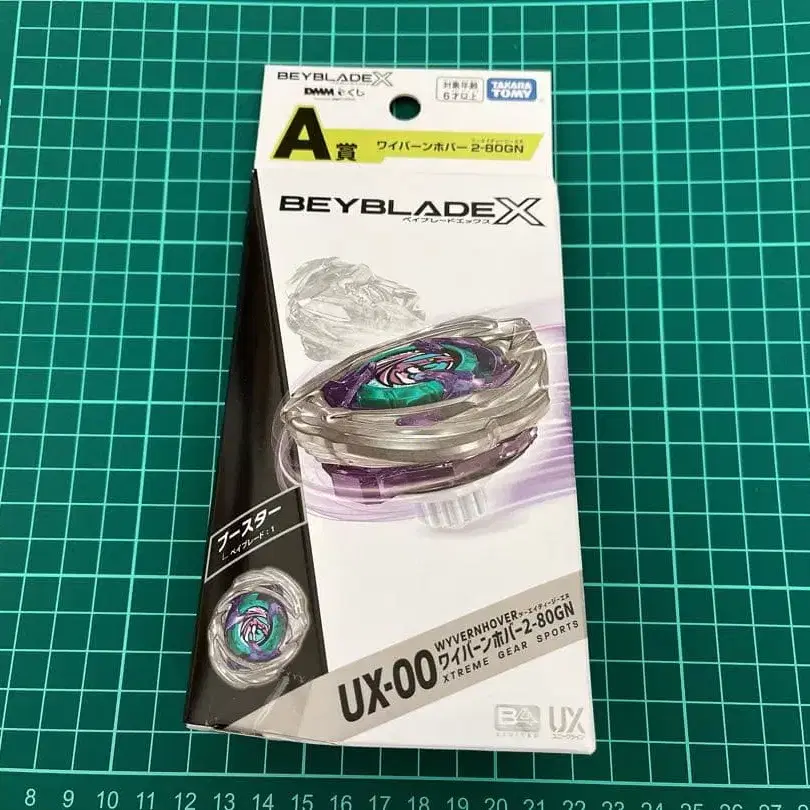 BEYBLADE X
DMM eくじ
対象年齢
6才以上
TAKARA
TOMY
A賞
ワイバーンホバー 2-80GN
BEYBLADE X
ベイブレードエックス
ブースター
ベイブレード:1
UX-00
WYVERNHOVER
ワイバーンホバー2-80GN
XTREME GEAR SPORTS
B4
LIMITED
UX
8 9 10 11 12 13 14 15 16 17 18 19 20 21 22 23 24 25 26 27